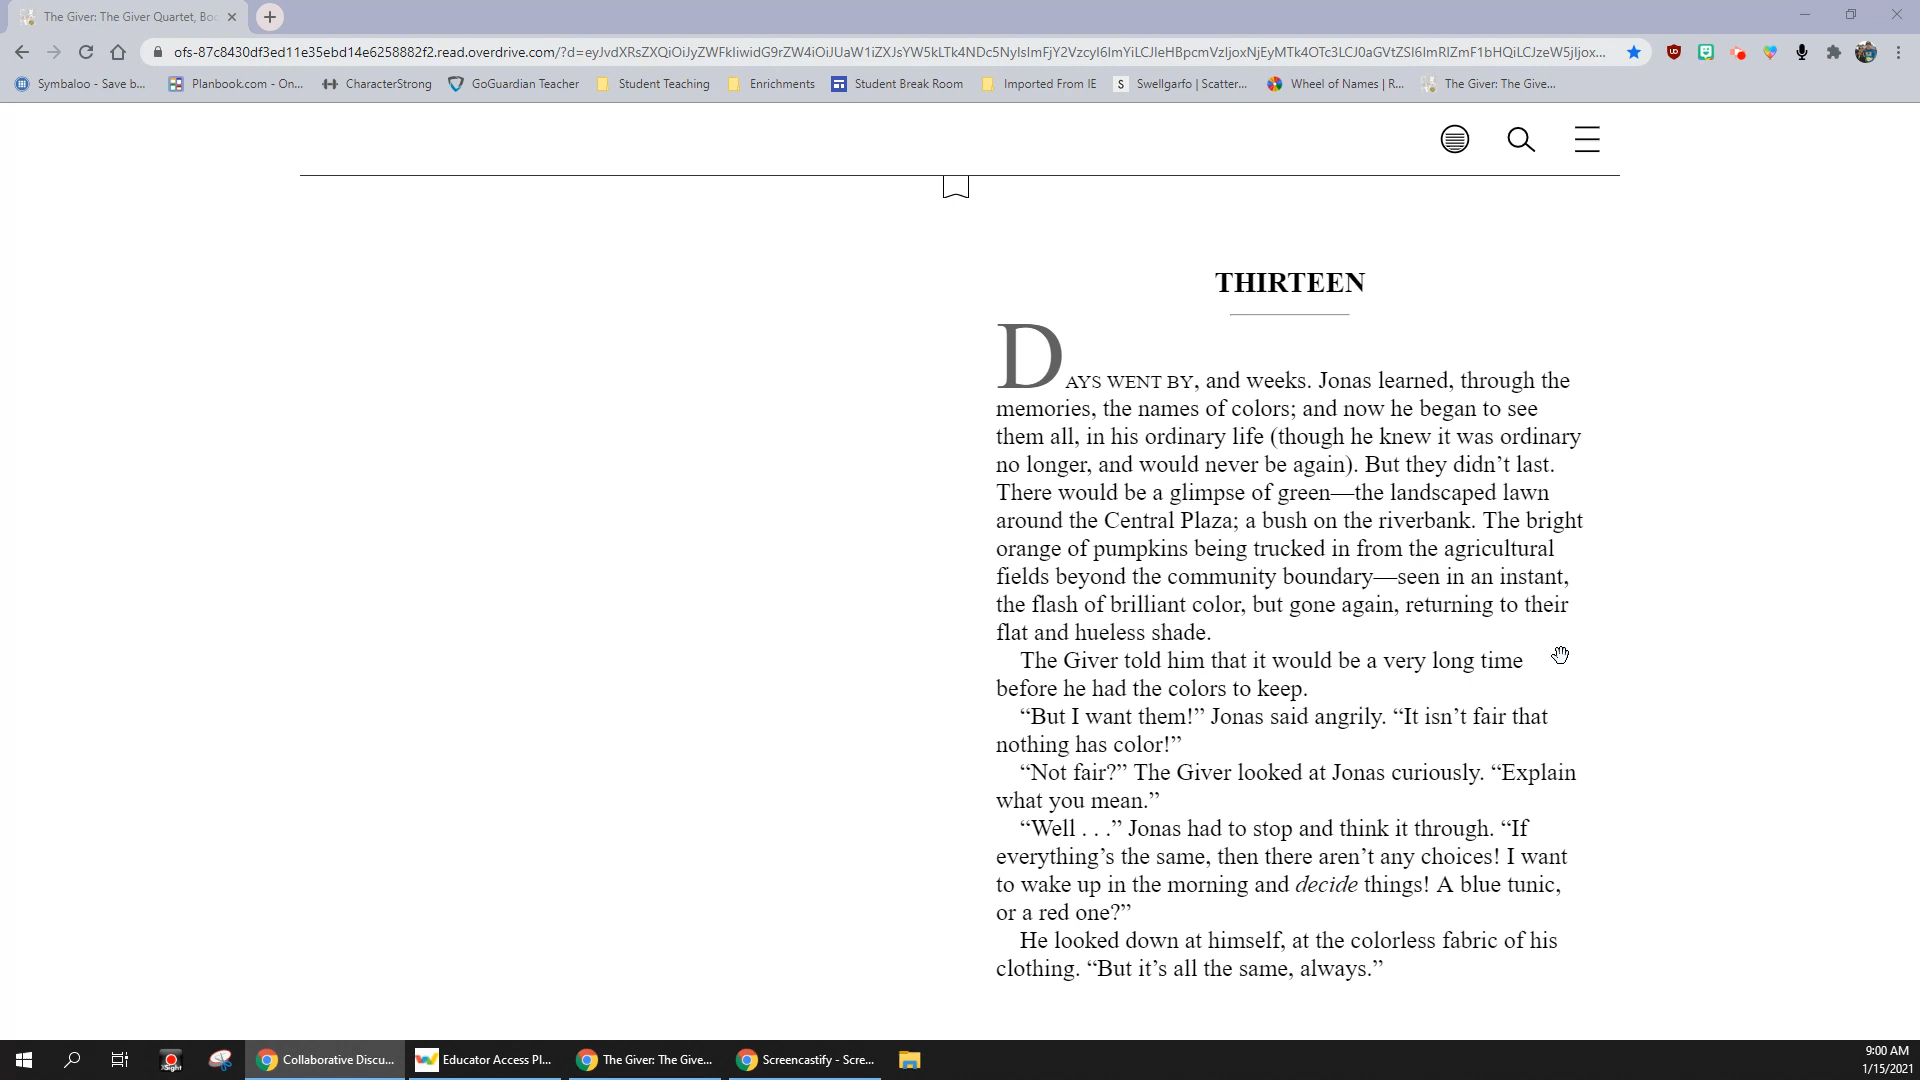 The Giver: The Giver Quartet, Boo
ofs-87c8430df3ed11e35ebd14e6258882f2.read.overdrive.com/
Symbaloo - Save b...
Planbook.com - On...
CharacterStrong
GoGuardian Teacher
Student Teaching
Enrichments
Student Break Room
Imported From IE
S
Swellgarfo | Scatter...
Wheel of Names | R...
The Giver: The Give...
THIRTEEN
DAYS WENT BY, and weeks. Jonas learned, through the
memories, the names of colors; and now he began to see
them all, in his ordinary life (though he knew it was ordinary
no longer, and would never be again). But they didn’t last.
There would be a glimpse of green—the landscaped lawn
around the Central Plaza; a bush on the riverbank. The bright
orange of pumpkins being trucked in from the agricultural
fields beyond the community boundary—seen in an instant,
the flash of brilliant color, but gone again, returning to their
flat and hueless shade.
The Giver told him that it would be a very long time
before he had the colors to keep.
“But I want them!” Jonas said angrily. “It isn’t fair that
nothing has color!”
“Not fair?” The Giver looked at Jonas curiously. “Explain
what you mean.”
“Well . . .” Jonas had to stop and think it through. “If
everything’s the same, then there aren’t any choices! I want
to wake up in the morning and decide things! A blue tunic,
or a red one?”
He looked down at himself, at the colorless fabric of his
clothing. “But it’s all the same, always.”
Collaborative Discu...
Educator Access Pl...
The Giver: The Give...
Screencastify - Scre...
9:00 AM
1/15/2021